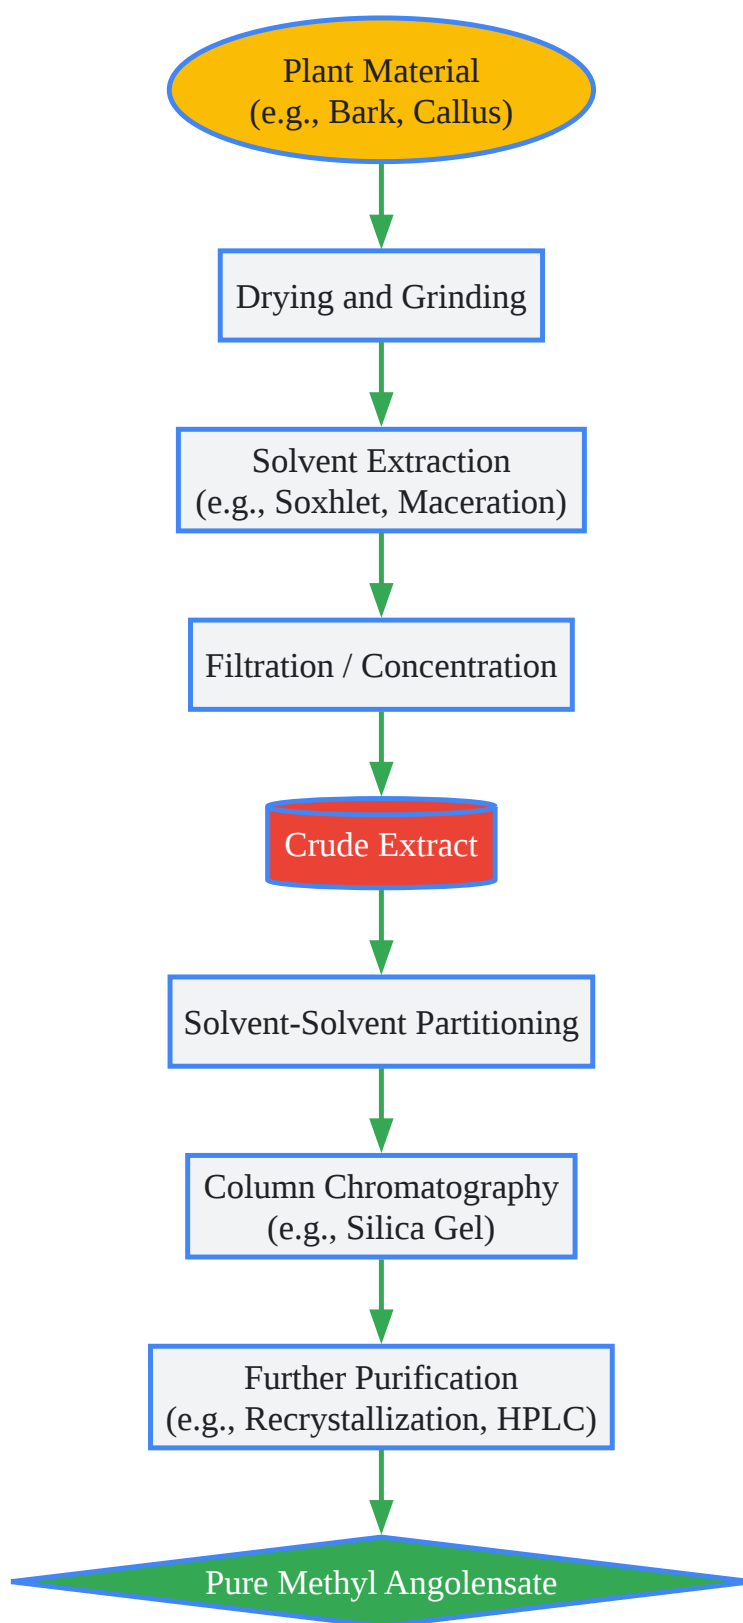 Plant Material
(e.g., Bark, Callus)
Drying and Grinding
Solvent Extraction
(e.g., Soxhlet, Maceration)
Filtration / Concentration
Crude Extract
Solvent-Solvent Partitioning
Column Chromatography
(e.g., Silica Gel)
Further Purification
(e.g., Recrystallization, HPLC)
Pure Methyl Angolensate